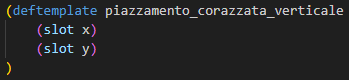 (deftemplate piazzamento_corazzata_verticale
    (slot x)
    (slot y)
)